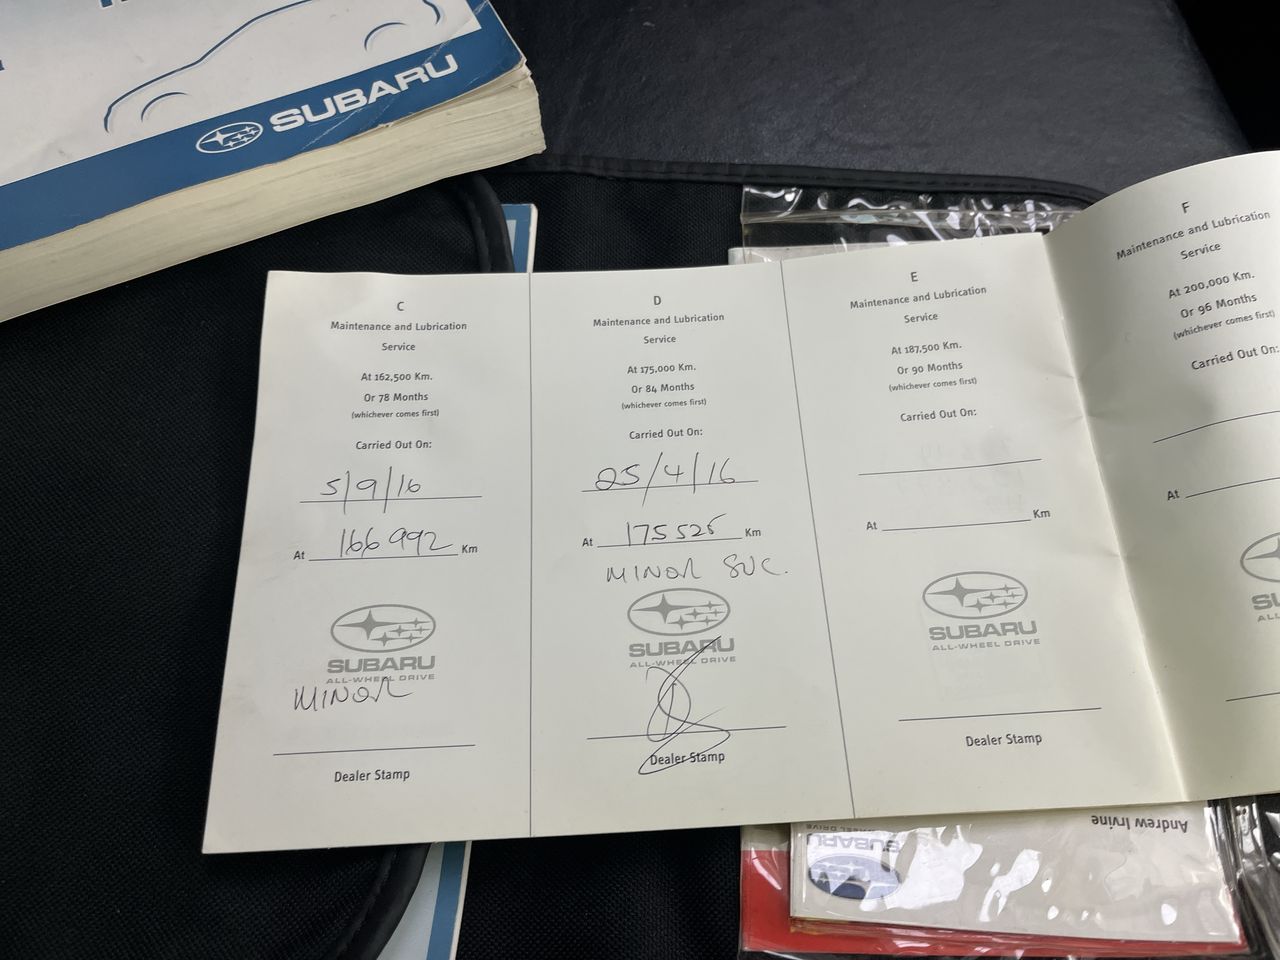 SUBARU
C
Maintenance and Lubrication
Service
At 162,500 Km.
Or 78 Months
(whichever comes first)
Carried Out On:
5/9/16
At 166992 Km
SUBARU
ALL-WHEEL DRIVE
MINOR
Dealer Stamp
D
Maintenance and Lubrication
Service
At 175,000 Km.
Or 84 Months
(whichever comes first)
Carried Out On:
25/4/16
At 175525 Km
MINOR SVC.
SUBARU
ALL-WHEEL DRIVE
Dealer Stamp
E
Maintenance and Lubrication
Service
At 187,500 Km.
Or 90 Months
(whichever comes first)
Carried Out On:
At Km
SUBARU
ALL-WHEEL DRIVE
Dealer Stamp
F
Maintenance and Lubrication
Service
At 200,000 Km.
Or 96 Months
(whichever comes first)
Carried Out On:
At
Andrew Irvine
SUBARU